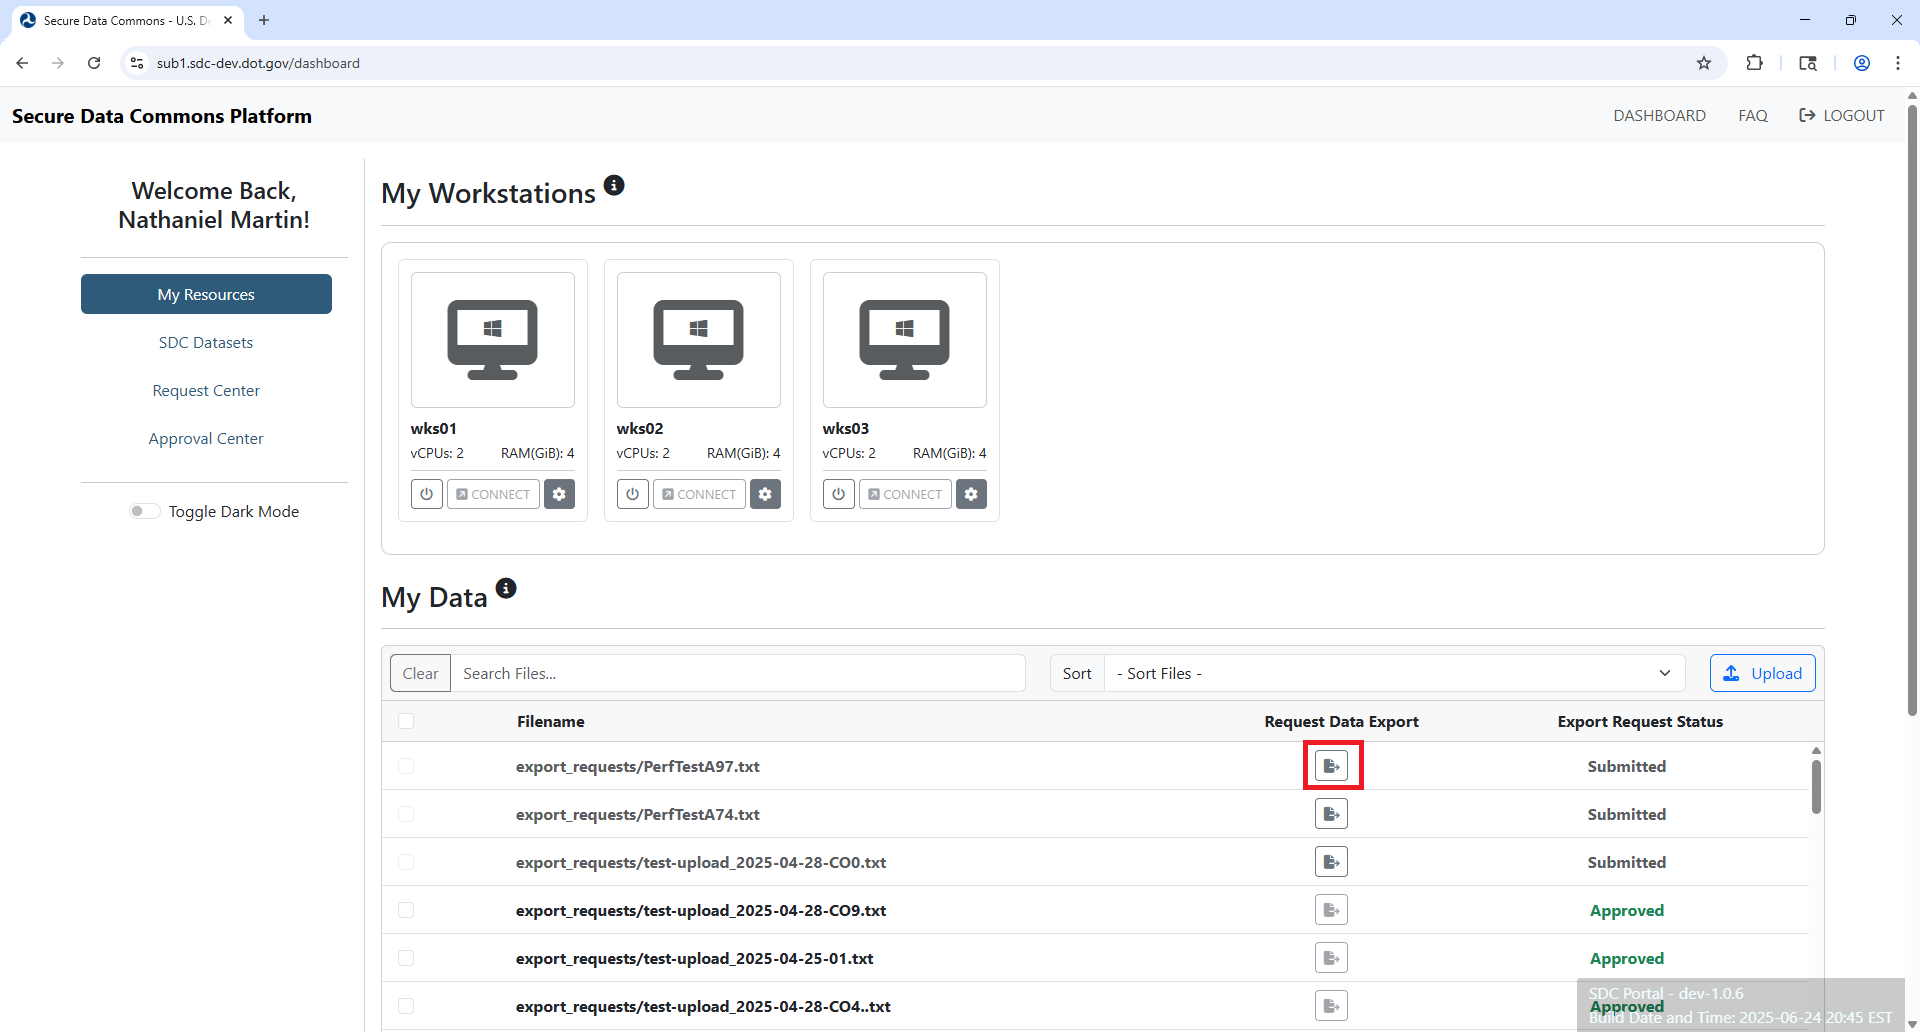 Secure Data Commons - U.S. D
sub1.sdc-dev.dot.gov/dashboard
Secure Data Commons Platform
DASHBOARD
FAQ
LOGOUT
Welcome Back,
Nathaniel Martin!
My Resources
SDC Datasets
Request Center
Approval Center
Toggle Dark Mode
My Workstations
wks01
vCPUs: 2 RAM(GiB): 4
CONNECT
wks02
vCPUs: 2 RAM(GiB): 4
CONNECT
wks03
vCPUs: 2 RAM(GiB): 4
CONNECT
My Data
Clear Search Files... Sort - Sort Files - Upload
Filename Request Data Export Export Request Status
export_requests/PerfTestA97.txt Submitted
export_requests/PerfTestA74.txt Submitted
export_requests/test-upload_2025-04-28-CO0.txt Submitted
export_requests/test-upload_2025-04-28-CO9.txt Approved
export_requests/test-upload_2025-04-25-01.txt Approved
export_requests/test-upload_2025-04-28-CO4..txt Approved
SDC Portal - dev-1.0.6
Build Date and Time: 2025-06-24 20:45 EST